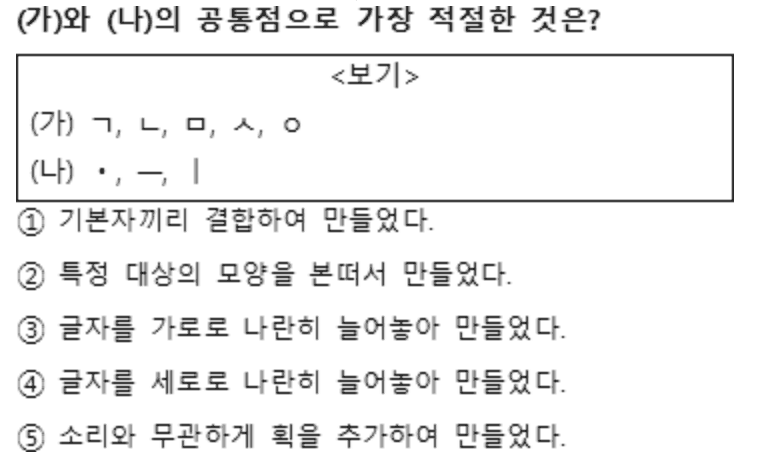 (가)와 (나)의 공통점으로 가장 적절한 것은?
<보기>
(가) ㄱ, ㄴ, ㅁ, ㅅ, ㅇ
(나) ㆍ, ㅡ, ㅣ
① 기본자끼리 결합하여 만들었다.
② 특정 대상의 모양을 본떠서 만들었다.
③ 글자를 가로로 나란히 늘어놓아 만들었다.
④ 글자를 세로로 나란히 늘어놓아 만들었다.
⑤ 소리와 무관하게 획을 추가하여 만들었다.